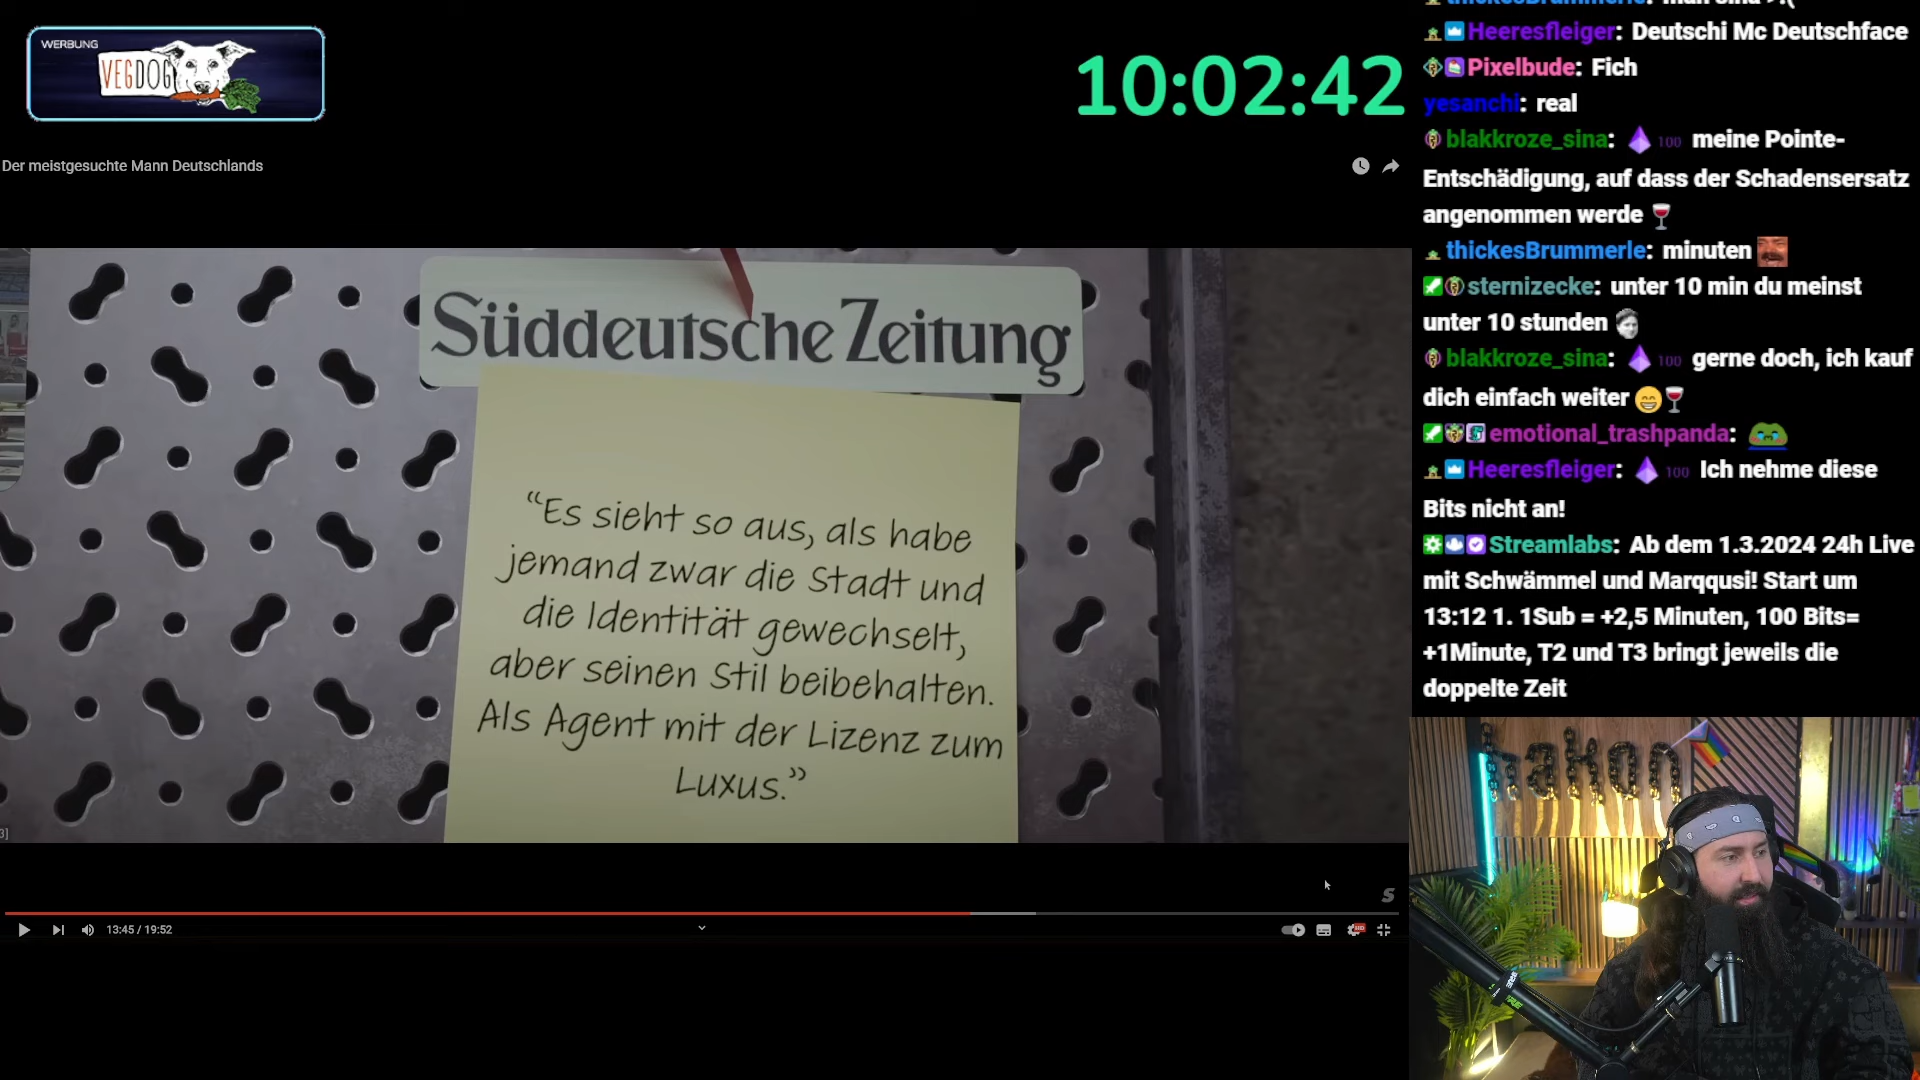 WERBUNG
VEGDOG
10:02:42
Der meistgesuchte Mann Deutschlands
Süddeutsche Zeitung
“Es sieht so aus, als habe
jemand zwar die Stadt und
die Identität gewechselt,
aber seinen Stil beibehalten.
Als Agent mit der Lizenz zum
Luxus.”
3]
13:45 / 19:52
Heeresfleiger: Deutschi Mc Deutschface
Pixelbude: Fich
yesanchi: real
blakkroze_sina: 100 meine Pointe-
Entschädigung, auf dass der Schadensersatz
angenommen werde
thickesBrummerle: minuten
sternizecke: unter 10 min du meinst
unter 10 stunden
blakkroze_sina: 100 gerne doch, ich kauf
dich einfach weiter
emotional_trashpanda:
Heeresfleiger: 100 Ich nehme diese
Bits nicht an!
Streamlabs: Ab dem 1.3.2024 24h Live
mit Schwämmel und Marqqusi! Start um
13:12 1. 1Sub = +2,5 Minuten, 100 Bits=
+1Minute, T2 und T3 bringt jeweils die
doppelte Zeit